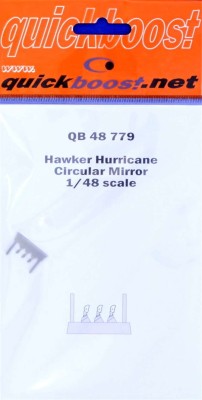 quickboost
www.
quickboost.net
QB 48 779
Hawker Hurricane
Circular Mirror
1/48 scale